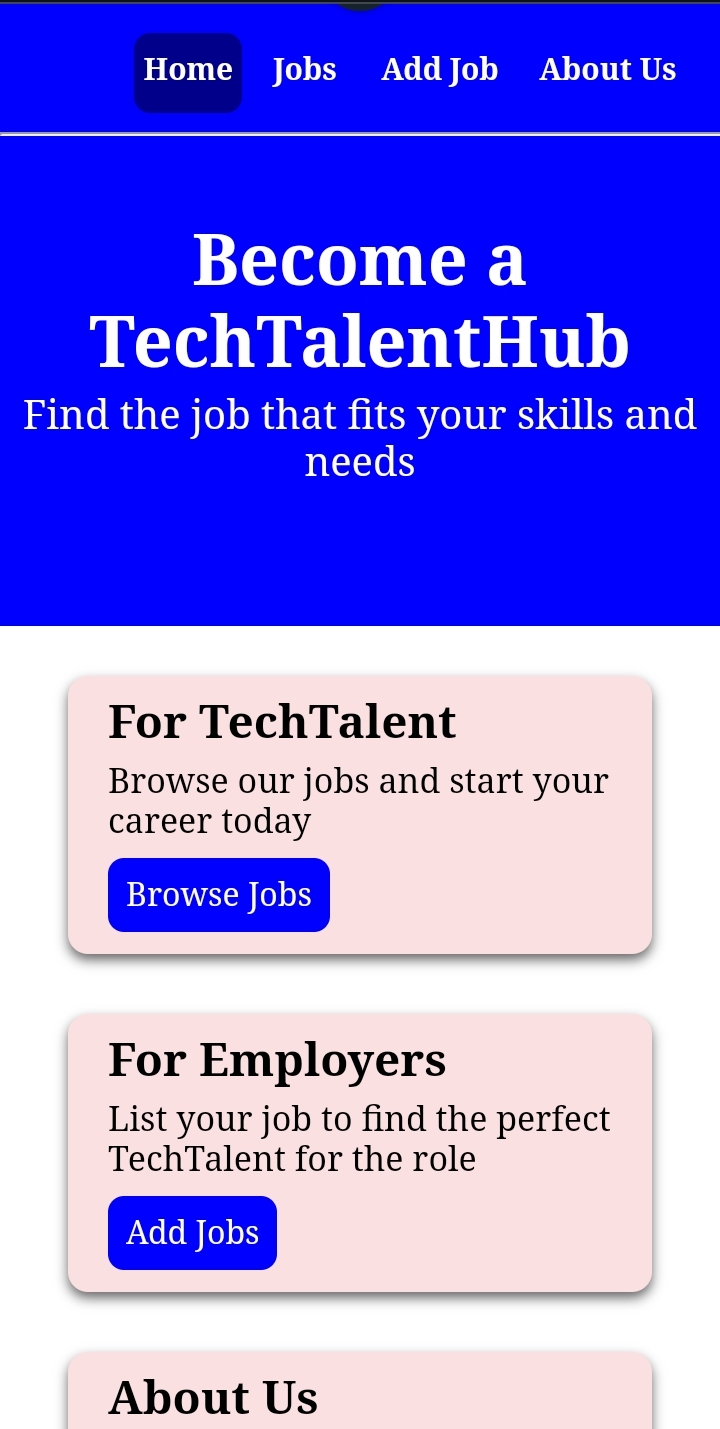 Home Jobs Add Job About Us
Become a
TechTalentHub
Find the job that fits your skills and
needs
For TechTalent
Browse our jobs and start your
career today
Browse Jobs
For Employers
List your job to find the perfect
TechTalent for the role
Add Jobs
About Us